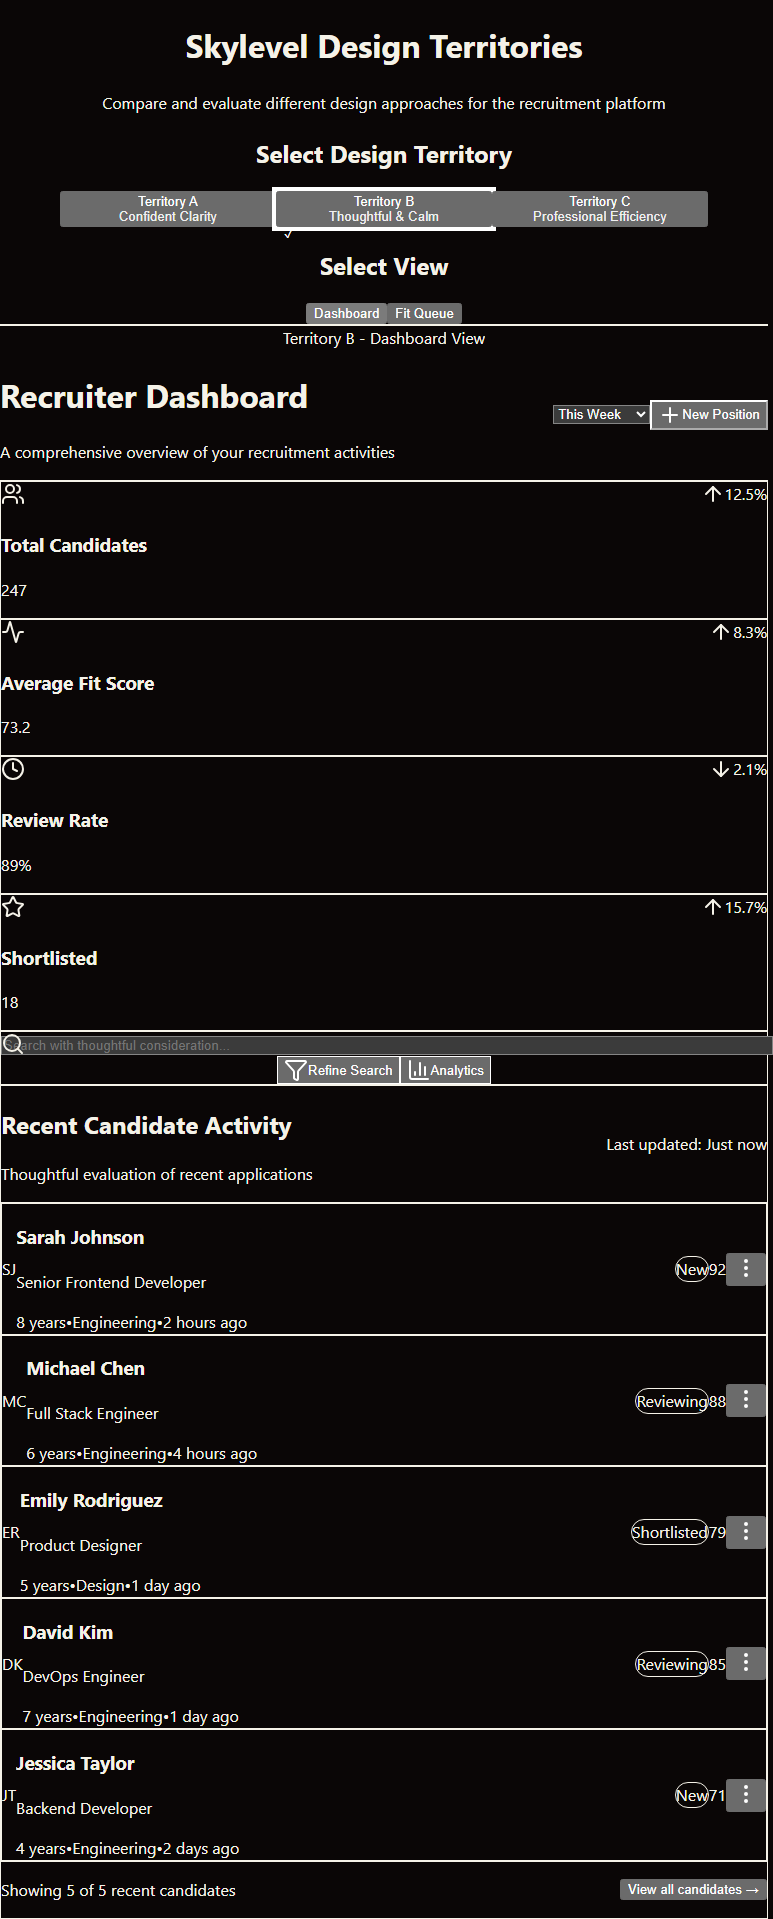 Skylevel Design Territories
Compare and evaluate different design approaches for the recruitment platform
Select Design Territory
Territory A
Confident Clarity
Territory B
Thoughtful & Calm
Territory C
Professional Efficiency
✓
Select View
Dashboard Fit Queue
Territory B - Dashboard View
Recruiter Dashboard
This Week New Position
A comprehensive overview of your recruitment activities
12.5%
Total Candidates
247
8.3%
Average Fit Score
73.2
2.1%
Review Rate
89%
15.7%
Shortlisted
18
Search with thoughtful consideration...
Refine Search Analytics
Recent Candidate Activity
Last updated: Just now
Thoughtful evaluation of recent applications
Sarah Johnson
SJ
Senior Frontend Developer
8 years•Engineering•2 hours ago
New 92
Michael Chen
MC
Full Stack Engineer
6 years•Engineering•4 hours ago
Reviewing 88
Emily Rodriguez
ER
Product Designer
5 years•Design•1 day ago
Shortlisted 79
David Kim
DK
DevOps Engineer
7 years•Engineering•1 day ago
Reviewing 85
Jessica Taylor
JT
Backend Developer
4 years•Engineering•2 days ago
New 71
Showing 5 of 5 recent candidates
View all candidates →